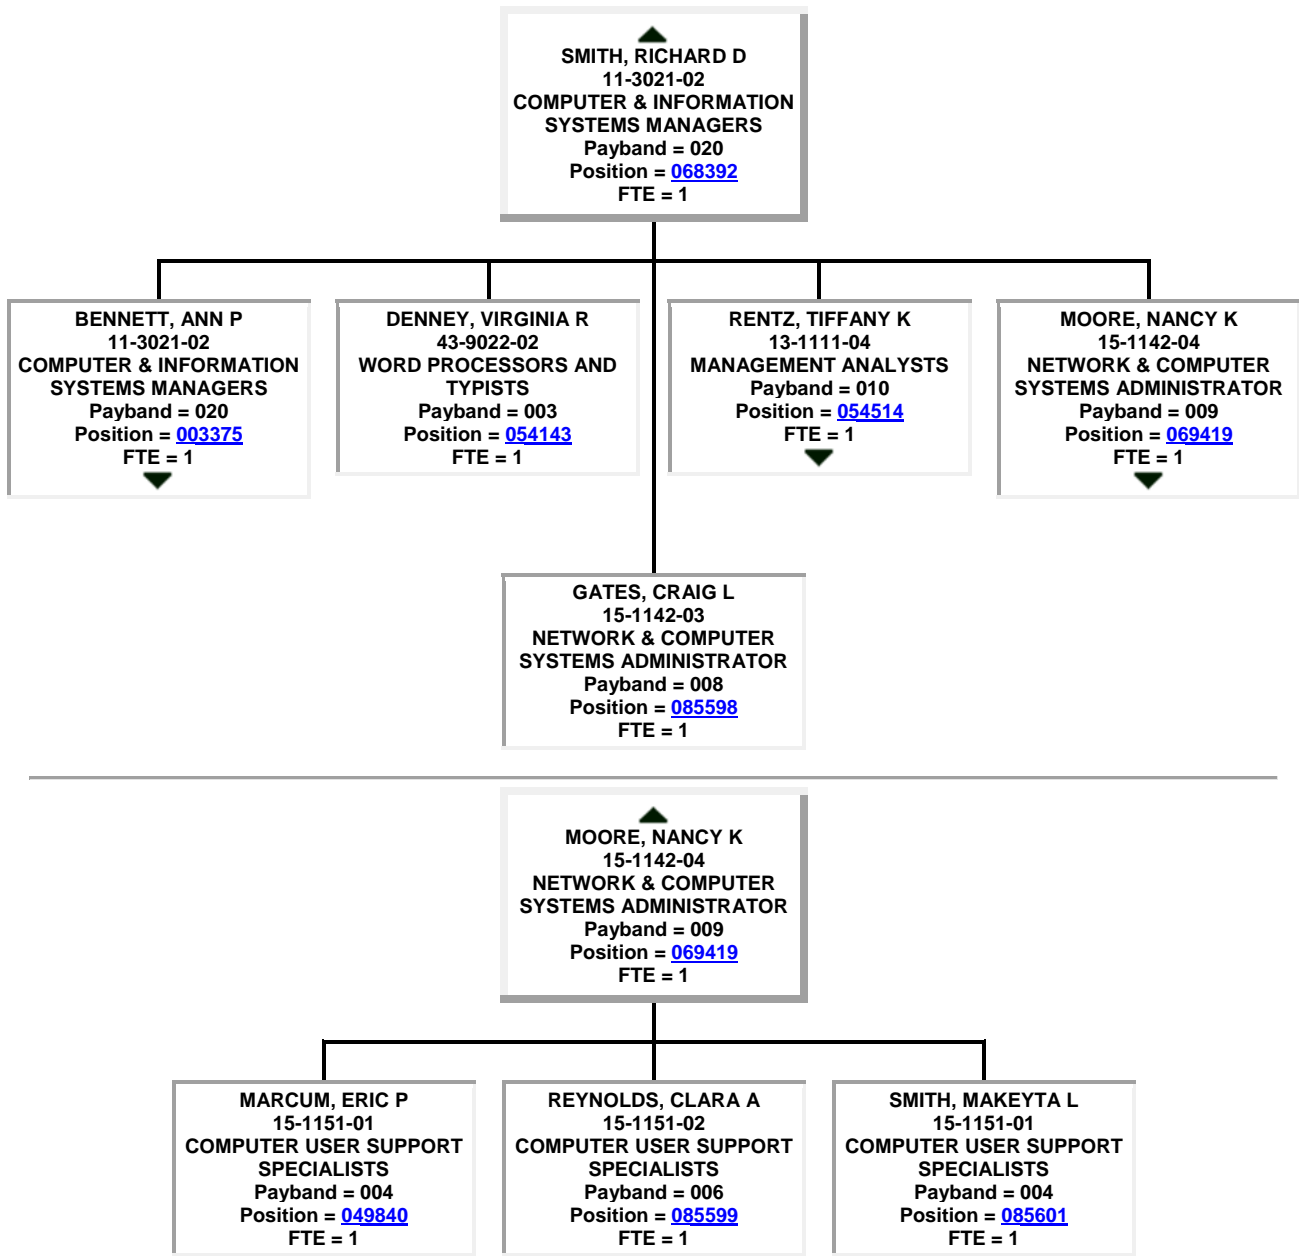 SMITH, RICHARD D
11-3021-02
COMPUTER & INFORMATION
SYSTEMS MANAGERS
Payband = 020
Position = 068392
FTE = 1
BENNETT, ANN P
11-3021-02
COMPUTER & INFORMATION
SYSTEMS MANAGERS
Payband = 020
Position = 003375
FTE = 1
DENNEY, VIRGINIA R
43-9022-02
WORD PROCESSORS AND
TYPISTS
Payband = 003
Position = 054143
FTE = 1
RENTZ, TIFFANY K
13-1111-04
MANAGEMENT ANALYSTS
Payband = 010
Position = 054514
FTE = 1
MOORE, NANCY K
15-1142-04
NETWORK & COMPUTER
SYSTEMS ADMINISTRATOR
Payband = 009
Position = 069419
FTE = 1
GATES, CRAIG L
15-1142-03
NETWORK & COMPUTER
SYSTEMS ADMINISTRATOR
Payband = 008
Position = 085598
FTE = 1
MOORE, NANCY K
15-1142-04
NETWORK & COMPUTER
SYSTEMS ADMINISTRATOR
Payband = 009
Position = 069419
FTE = 1
MARCUM, ERIC P
15-1151-01
COMPUTER USER SUPPORT
SPECIALISTS
Payband = 004
Position = 049840
FTE = 1
REYNOLDS, CLARA A
15-1151-02
COMPUTER USER SUPPORT
SPECIALISTS
Payband = 006
Position = 085599
FTE = 1
SMITH, MAKEYTA L
15-1151-01
COMPUTER USER SUPPORT
SPECIALISTS
Payband = 004
Position = 085601
FTE = 1